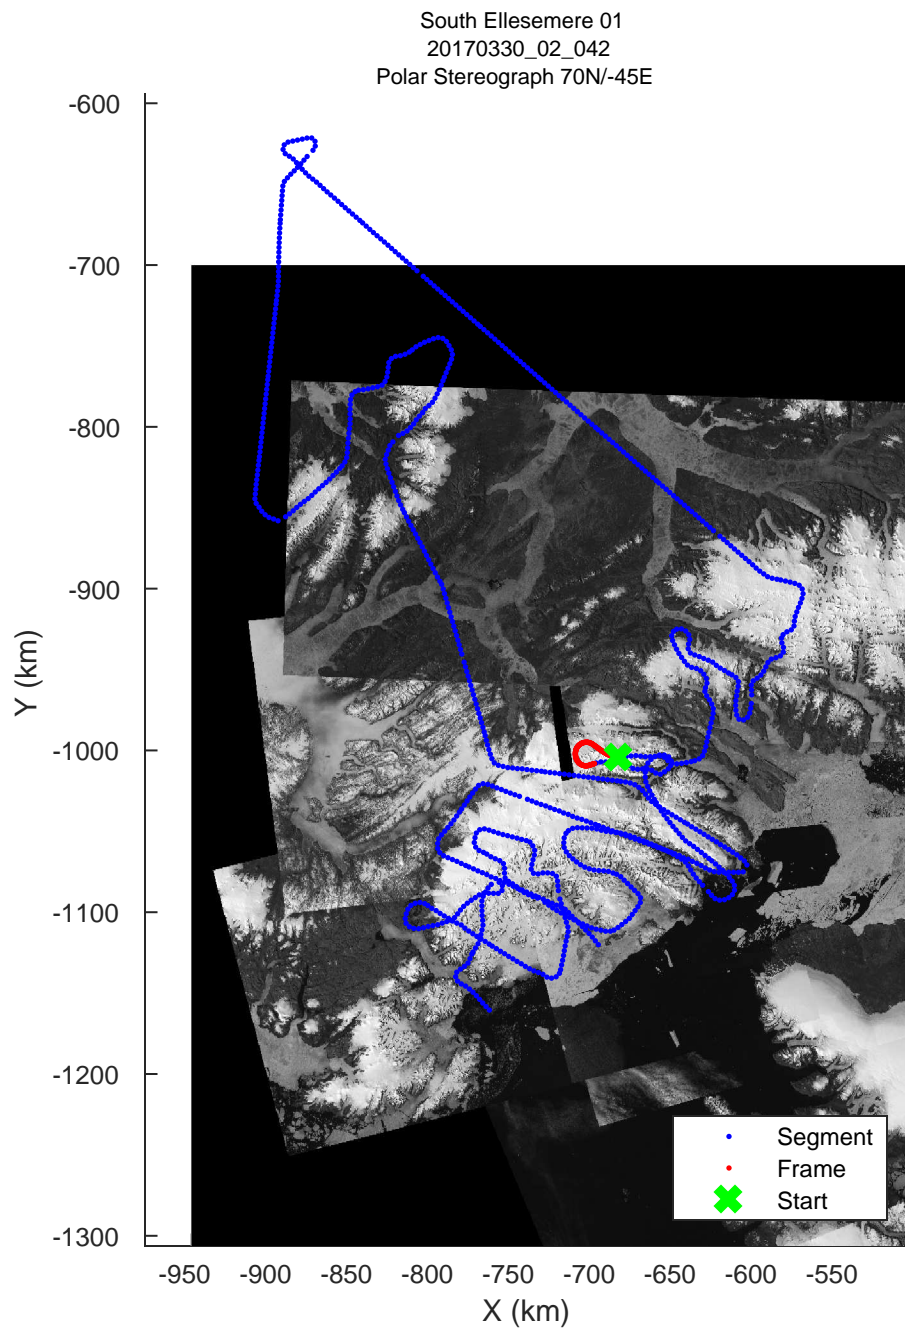 South Ellesemere 01
20170330_02_042
Polar Stereograph 70N/-45E
-600
-700
-800
-900
-1000
-1100
-1200
-1300
Y (km)
-950 -900 -850 -800 -750 -700 -650 -600 -550
X (km)
Segment
Frame
Start